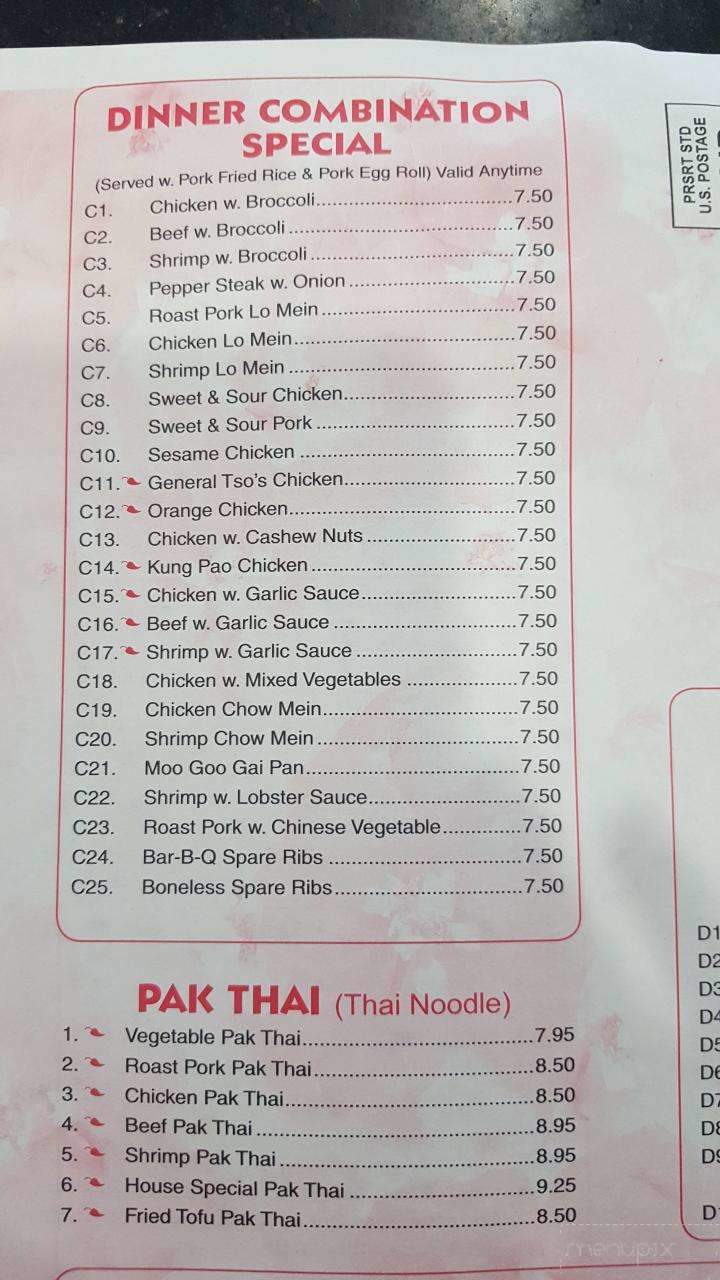 DINNER COMBINATION
SPECIAL
(Served w. Pork Fried Rice & Pork Egg Roll) Valid Anytime
C1. Chicken w. Broccoli.....7.50
C2. Beef w. Broccoli.....7.50
C3. Shrimp w. Broccoli.....7.50
C4. Pepper Steak w. Onion.....7.50
C5. Roast Pork Lo Mein.....7.50
C6. Chicken Lo Mein.....7.50
C7. Shrimp Lo Mein.....7.50
C8. Sweet & Sour Chicken.....7.50
C9. Sweet & Sour Pork.....7.50
C10. Sesame Chicken.....7.50
C11. General Tso's Chicken.....7.50
C12. Orange Chicken.....7.50
C13. Chicken w. Cashew Nuts.....7.50
C14. Kung Pao Chicken.....7.50
C15. Chicken w. Garlic Sauce.....7.50
C16. Beef w. Garlic Sauce.....7.50
C17. Shrimp w. Garlic Sauce.....7.50
C18. Chicken w. Mixed Vegetables.....7.50
C19. Chicken Chow Mein.....7.50
C20. Shrimp Chow Mein.....7.50
C21. Moo Goo Gai Pan.....7.50
C22. Shrimp w. Lobster Sauce.....7.50
C23. Roast Pork w. Chinese Vegetable.....7.50
C24. Bar-B-Q Spare Ribs.....7.50
C25. Boneless Spare Ribs.....7.50
PAK THAI (Thai Noodle)
1. Vegetable Pak Thai.....7.95
2. Roast Pork Pak Thai.....8.50
3. Chicken Pak Thai.....8.50
4. Beef Pak Thai.....8.95
5. Shrimp Pak Thai.....8.95
6. House Special Pak Thai.....9.25
7. Fried Tofu Pak Thai.....8.50
PRSRT STD
U.S. POSTAGE
D1
D2
D3
D4
D5
D6
D7
D8
D9
menupix